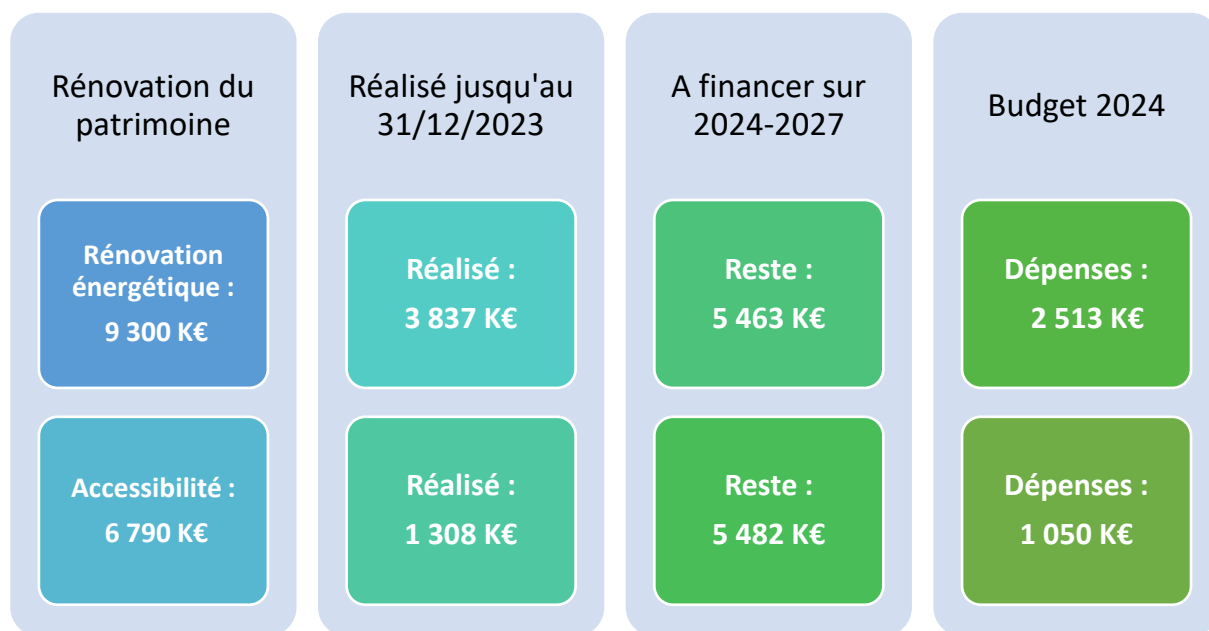 Rénovation du
patrimoine
Rénovation
énergétique :
9 300 K€
Accessibilité :
6 790 K€
Réalisé jusqu'au
31/12/2023
Réalisé :
3 837 K€
Réalisé :
1 308 K€
A financer sur
2024-2027
Reste :
5 463 K€
Reste :
5 482 K€
Budget 2024
Dépenses :
2 513 K€
Dépenses :
1 050 K€